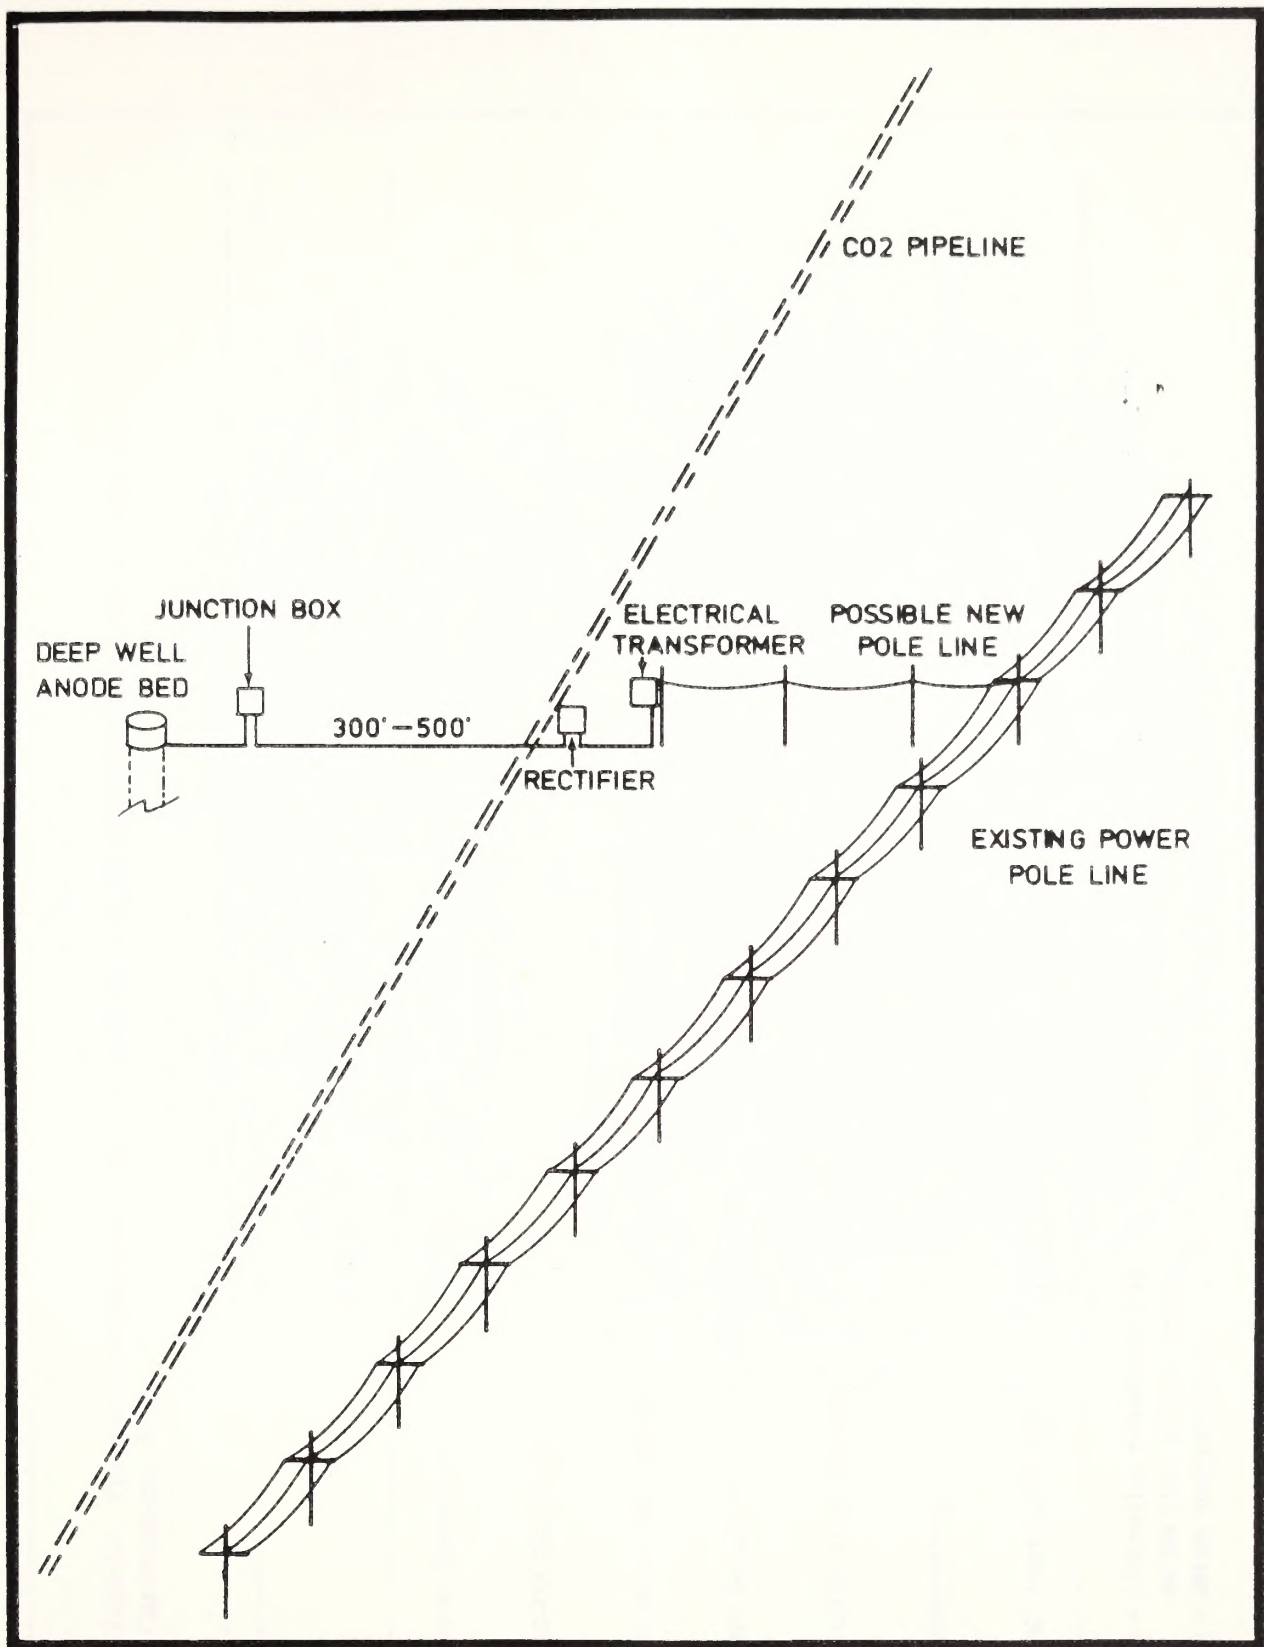 CO2 PIPELINE
JUNCTION BOX
DEEP WELL
ANODE BED
300'-500'
RECTIFIER
ELECTRICAL
TRANSFORMER
POSSIBLE NEW
POLE LINE
EXISTING POWER
POLE LINE